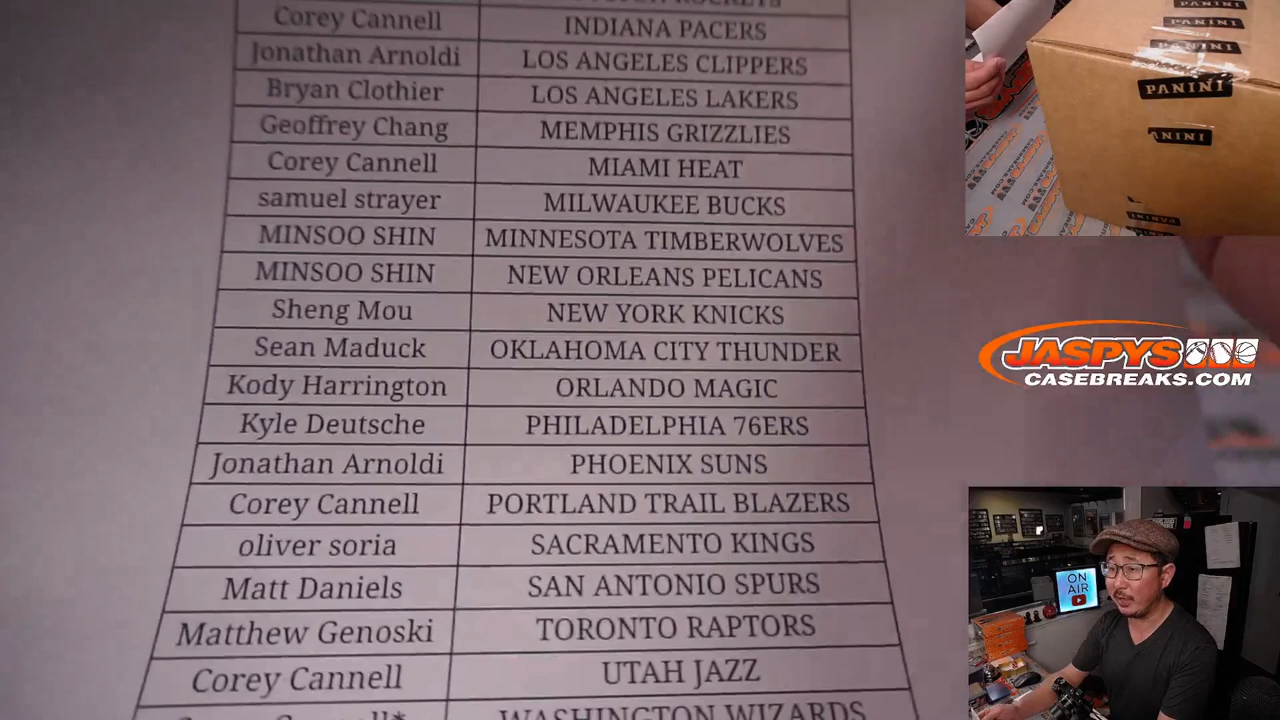 Corey Cannell INDIANA PACERS
Jonathan Arnoldi LOS ANGELES CLIPPERS
Bryan Clothier LOS ANGELES LAKERS
Geoffrey Chang MEMPHIS GRIZZLIES
Corey Cannell MIAMI HEAT
samuel strayer MILWAUKEE BUCKS
MINSOO SHIN MINNESOTA TIMBERWOLVES
MINSOO SHIN NEW ORLEANS PELICANS
Sheng Mou NEW YORK KNICKS
Sean Maduck OKLAHOMA CITY THUNDER
Kody Harrington ORLANDO MAGIC
Kyle Deutsche PHILADELPHIA 76ERS
Jonathan Arnoldi PHOENIX SUNS
Corey Cannell PORTLAND TRAIL BLAZERS
oliver soria SACRAMENTO KINGS
Matt Daniels SAN ANTONIO SPURS
Matthew Genoski TORONTO RAPTORS
Corey Cannell UTAH JAZZ
WASHINGTON WIZARDS
PANINI
PANINI
PANINI
PANINI
ANINI
PANINI
JASPYS
CASEBREAKS.COM
ON
AIR